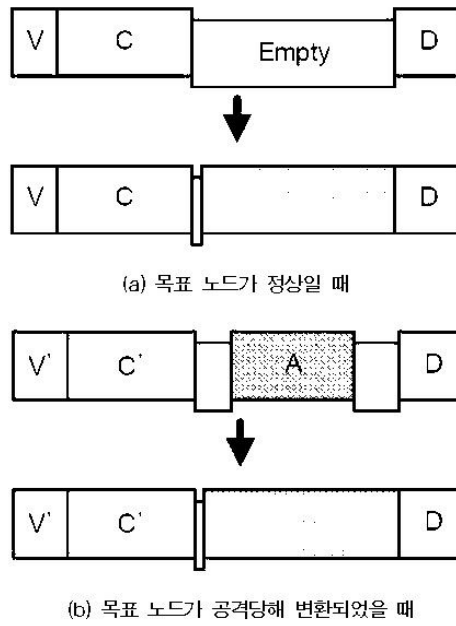 V C Empty D
V C D
(a) 목표 노드가 정상일 때
V' C' A D
V' C' D
(b) 목표 노드가 공격당해 변환되었을 때